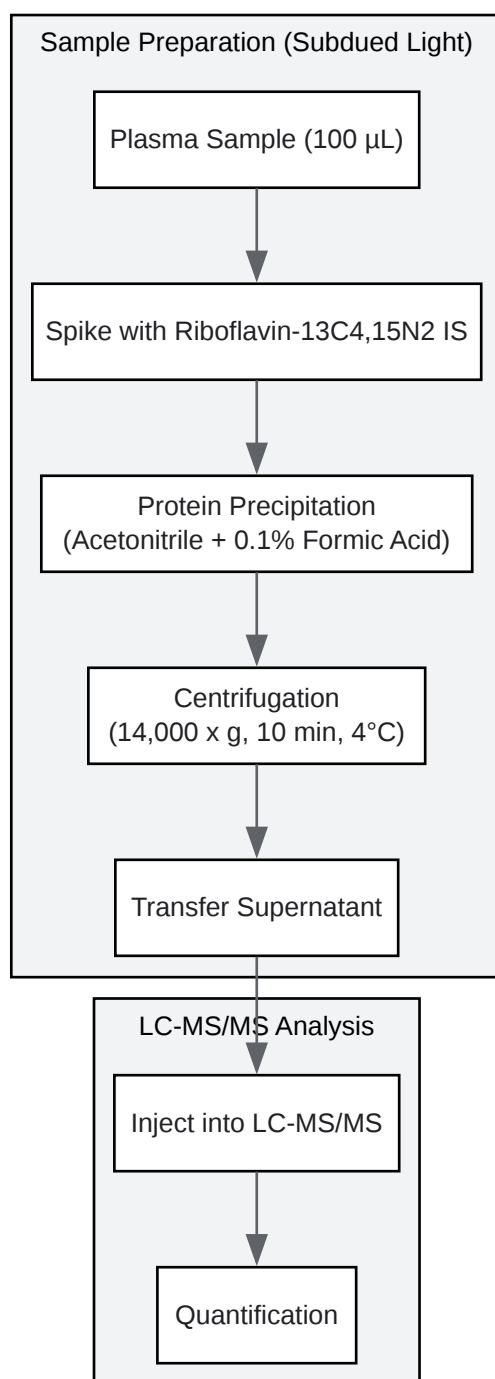 Sample Preparation (Subdued Light)
Plasma Sample (100 µL)
Spike with Riboflavin-13C4,15N2 IS
Protein Precipitation
(Acetonitrile + 0.1% Formic Acid)
Centrifugation
(14,000 x g, 10 min, 4°C)
Transfer Supernatant
LC-MS/MS Analysis
Inject into LC-MS/MS
Quantification